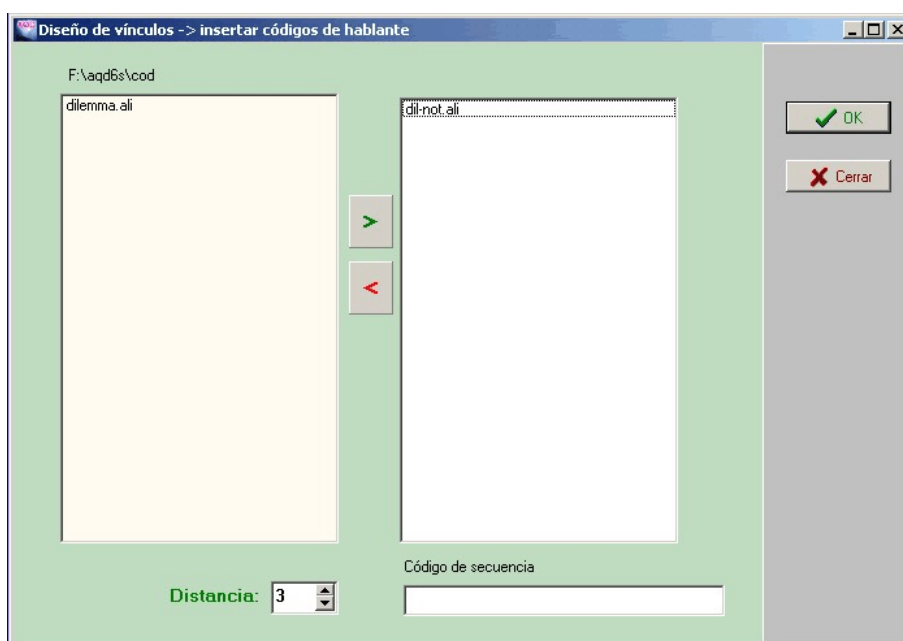 Diseño de vínculos -> insertar códigos de hablante
F:\aqd6s\cod
dilemma.ali
dil-not.ali
OK
Cerrar
>
<
Código de secuencia
Distancia: 3